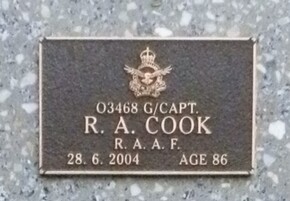 O3468 G/CAPT.
R. A. COOK
R. A. A. F.
28. 6. 2004 AGE 86